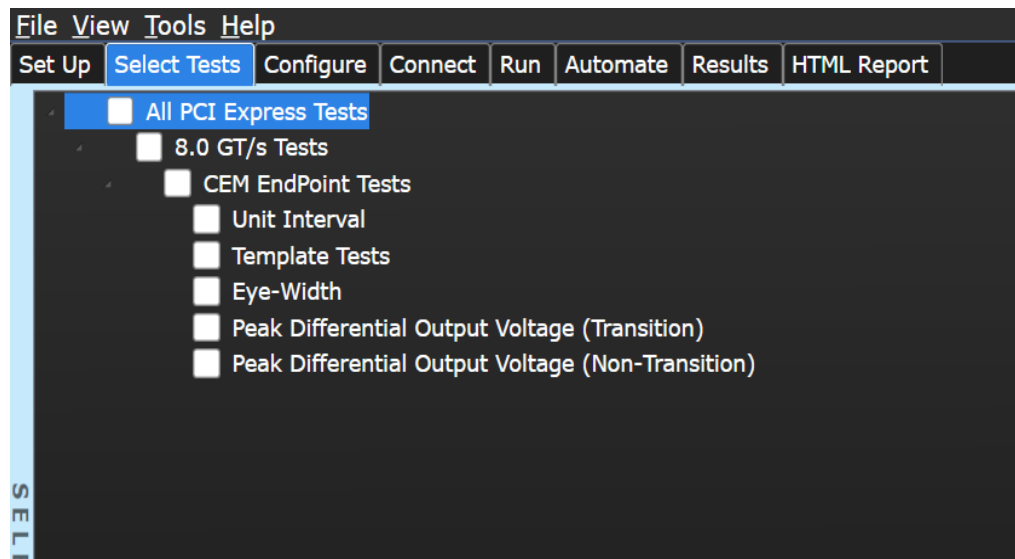 File View Tools Help
Set Up Select Tests Configure Connect Run Automate Results HTML Report
All PCI Express Tests
8.0 GT/s Tests
CEM EndPoint Tests
Unit Interval
Template Tests
Eye-Width
Peak Differential Output Voltage (Transition)
Peak Differential Output Voltage (Non-Transition)